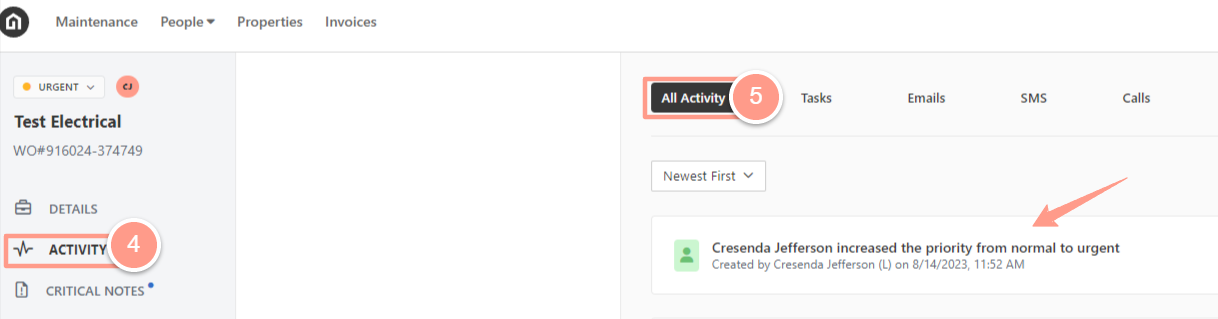 Maintenance People Properties Invoices
URGENT CJ
Test Electrical
WO#916024-374749
DETAILS
ACTIVITY 4
CRITICAL NOTES
All Activity 5 Tasks Emails SMS Calls
Newest First
Cresenda Jefferson increased the priority from normal to urgent
Created by Cresenda Jefferson (L) on 8/14/2023, 11:52 AM